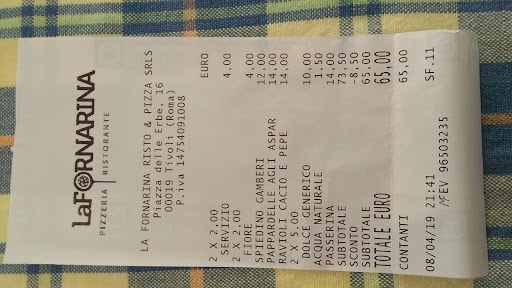 LaFORNARINA
PIZZERIA | RISTORANTE
LA FORNARINA RISTO & PIZZA SRLS
Piazza delle Erbe, 16
00019 Tivoli (Roma)
P.iva 14754091008
EURO
2 X 2,00
SERVIZIO 4,00
2 X 2,00
FIORE 4,00
SPIEDINO GAMBERI 12,00
PAPPARDELLE AGLI ASPAR 14,00
RAVIOLI CACIO E PEPE 14,00
2 X 5,00
DOLCE GENERICO 10,00
ACQUA NATURALE 1,50
PASSERINA 14,00
SUBTOTALE 73,50
SCONTO -8,50
SUBTOTALE 65,00
TOTALE EURO 65,00
CONTANTI 65,00
08/04/19 21:41 SF.11
FEV 96503235